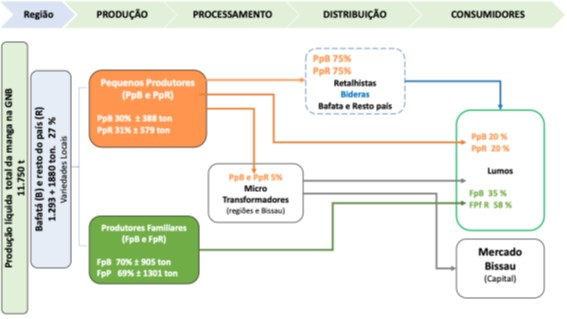 Região
PRODUÇÃO
PROCESSAMENTO
DISTRIBUIÇÃO
CONSUMIDORES
Produção líquida total da manga na GNB
11.750 t
Bafatá (B) e resto do país (R)
1.293 + 1880 ton. 27 %
Variedades Locais
Pequenos Produtores
(PpB e PpR)
PpB 30% ± 388 ton
PpR 31% ± 579 ton
Produtores Familiares
(FpB e FpR)
FpB 70% ± 905 ton
FpP 69% ± 1301 ton
PpB e PpR 5%
Micro
Transformadores
(regiões e Bissau)
PpB 75%
PpR 75%
Retalhistas
Bideras
Bafata e Resto país
PpB 20 %
PpR 20 %
Lumos
FpB 35 %
FPf R 58 %
Mercado
Bissau
(Capital)